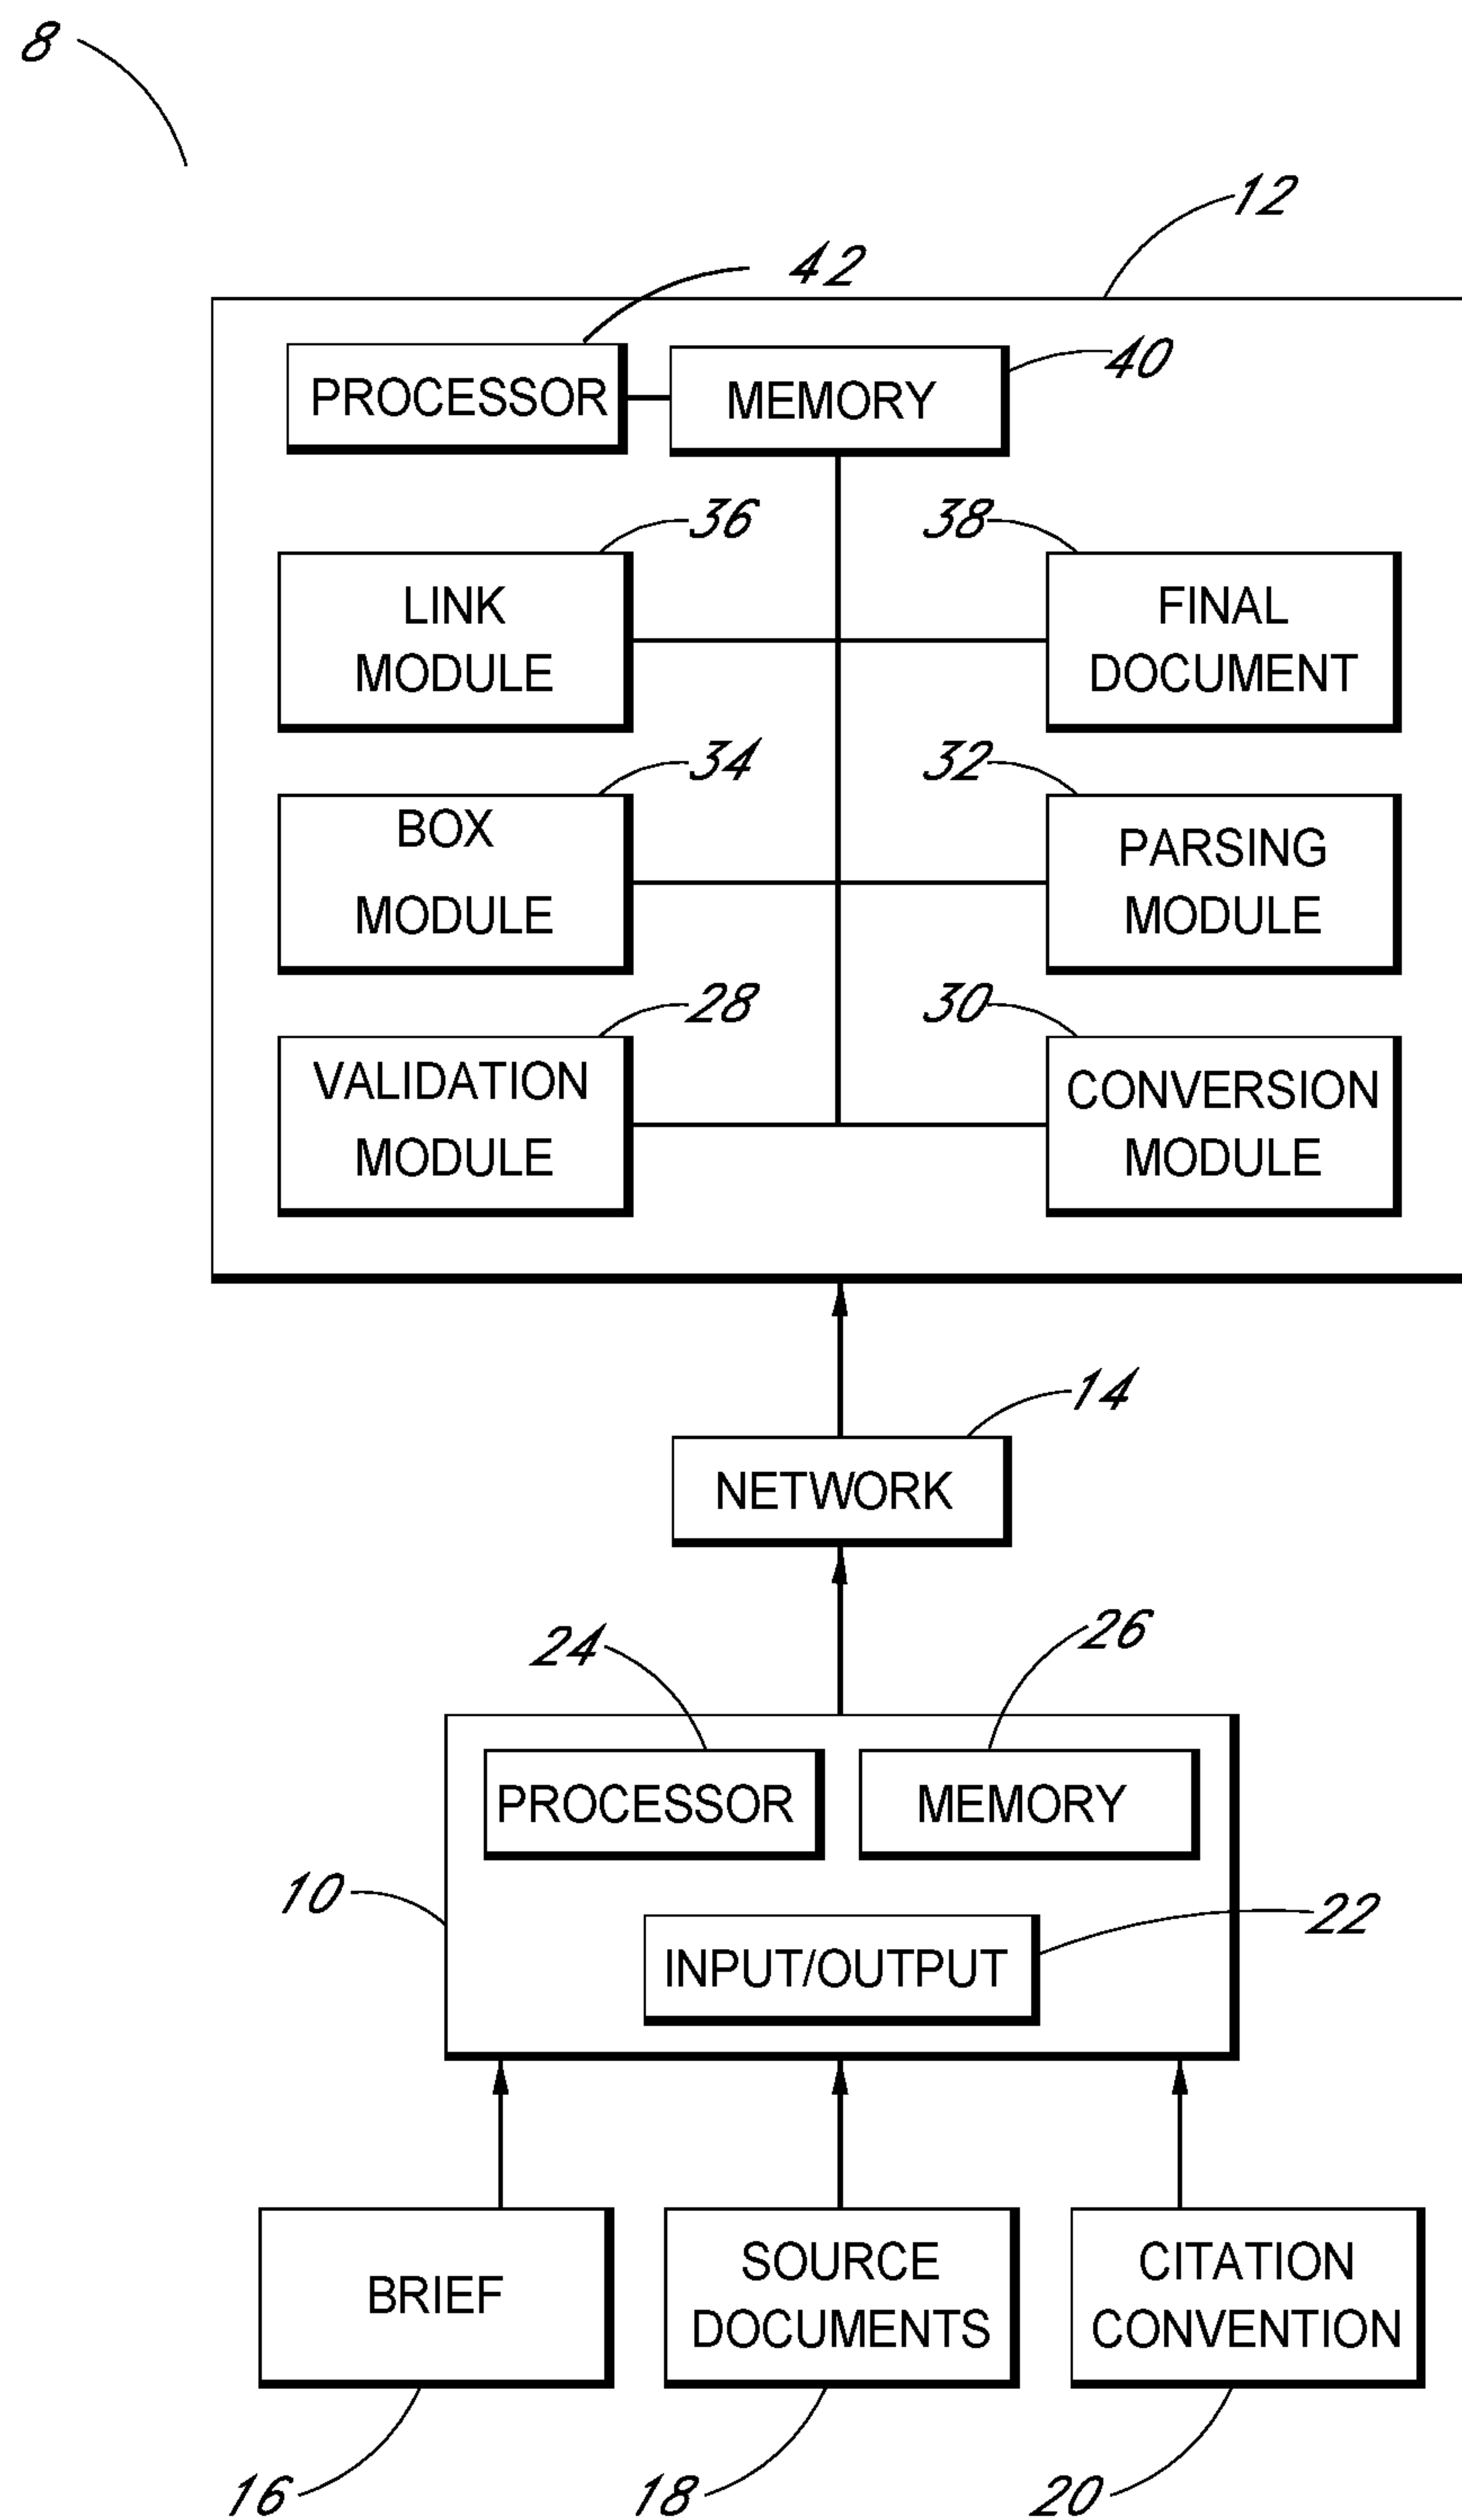 8
12
42
40
PROCESSOR
MEMORY
36
38
LINK
MODULE
FINAL
DOCUMENT
34
32
BOX
MODULE
PARSING
MODULE
28
30
VALIDATION
MODULE
CONVERSION
MODULE
14
NETWORK
24
26
PROCESSOR
MEMORY
10
22
INPUT/OUTPUT
BRIEF
SOURCE
DOCUMENTS
CITATION
CONVENTION
16
18
20